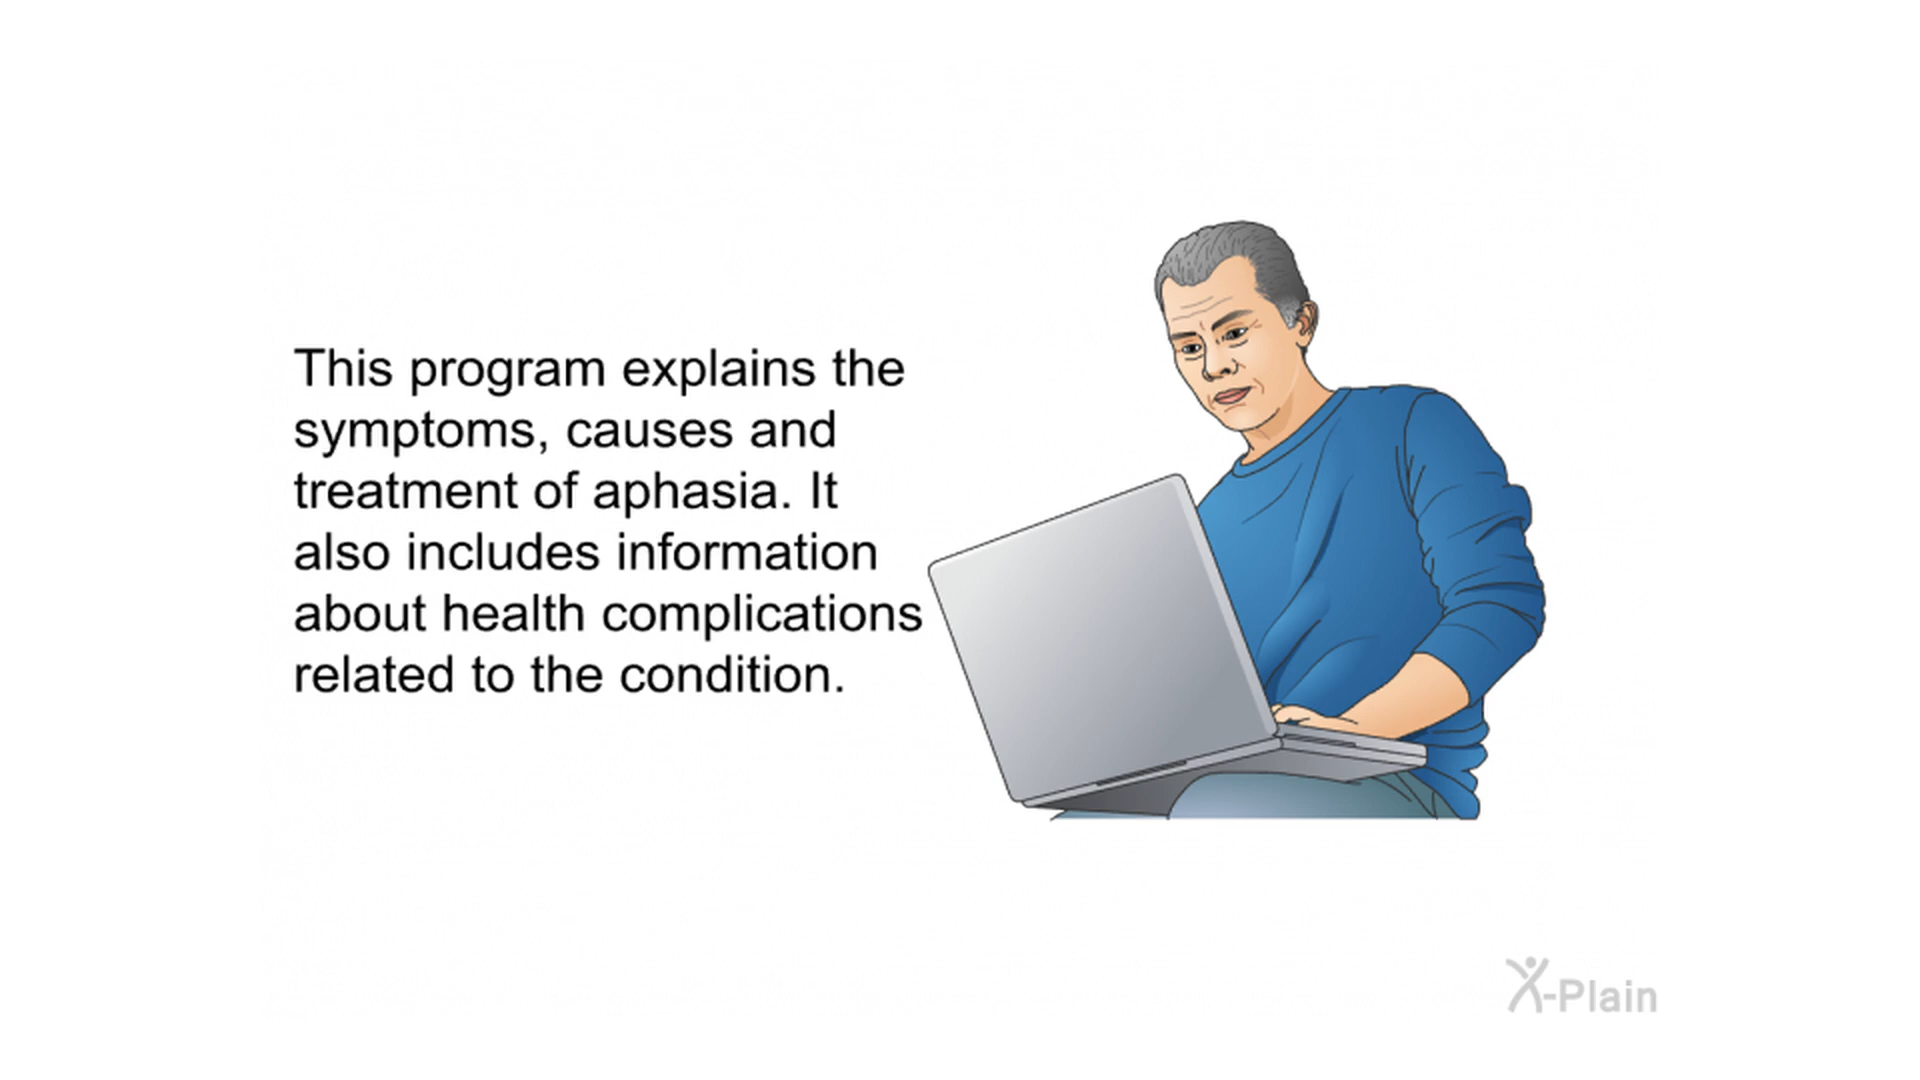 This program explains the
symptoms, causes and
treatment of aphasia. It
also includes information
about health complications
related to the condition.
X-Plain